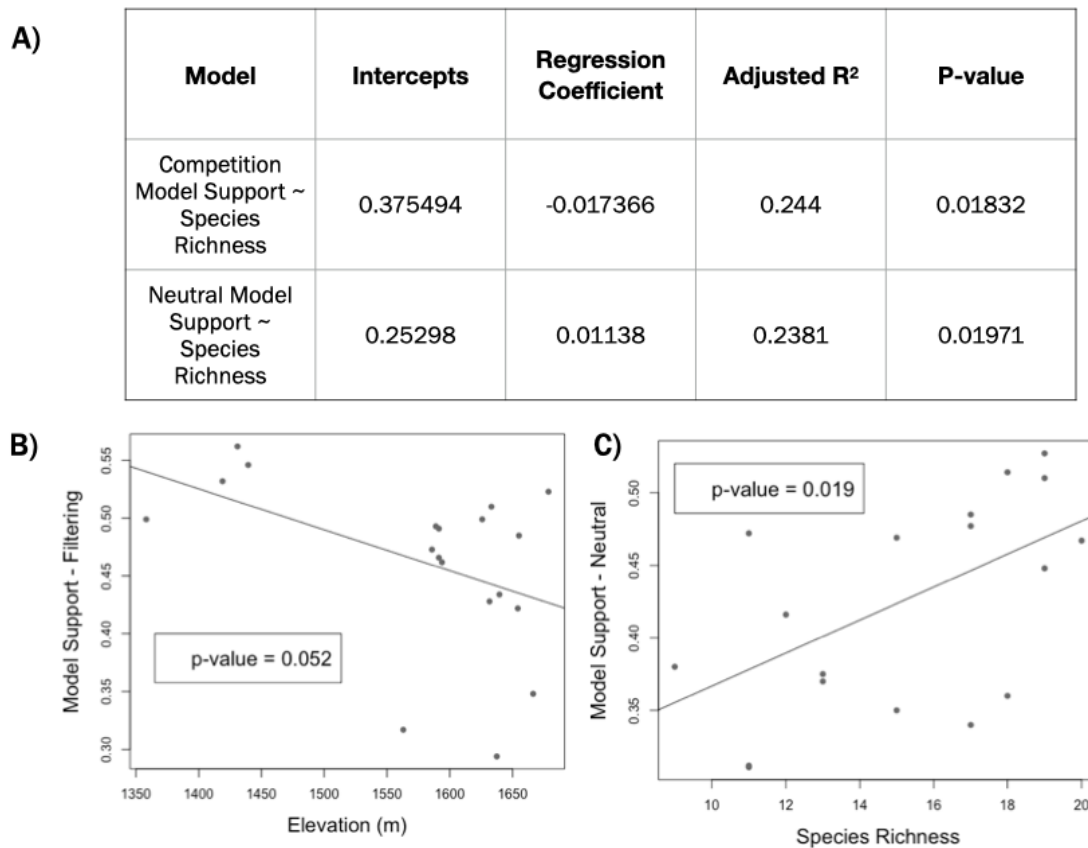 A)
Model
Intercepts
Regression
Coefficient
Adjusted R²
P-value
Competition
Model Support ~
Species
Richness
0.375494
-0.017366
0.244
0.01832
Neutral Model
Support ~
Species
Richness
0.25298
0.01138
0.2381
0.01971
B)
Model Support - Filtering
0.55
0.50
0.45
0.40
0.35
0.30
p-value = 0.052
1350 1400 1450 1500 1550 1600 1650
Elevation (m)
C)
Model Support - Neutral
0.50
0.45
0.40
0.35
p-value = 0.019
10 12 14 16 18 20
Species Richness